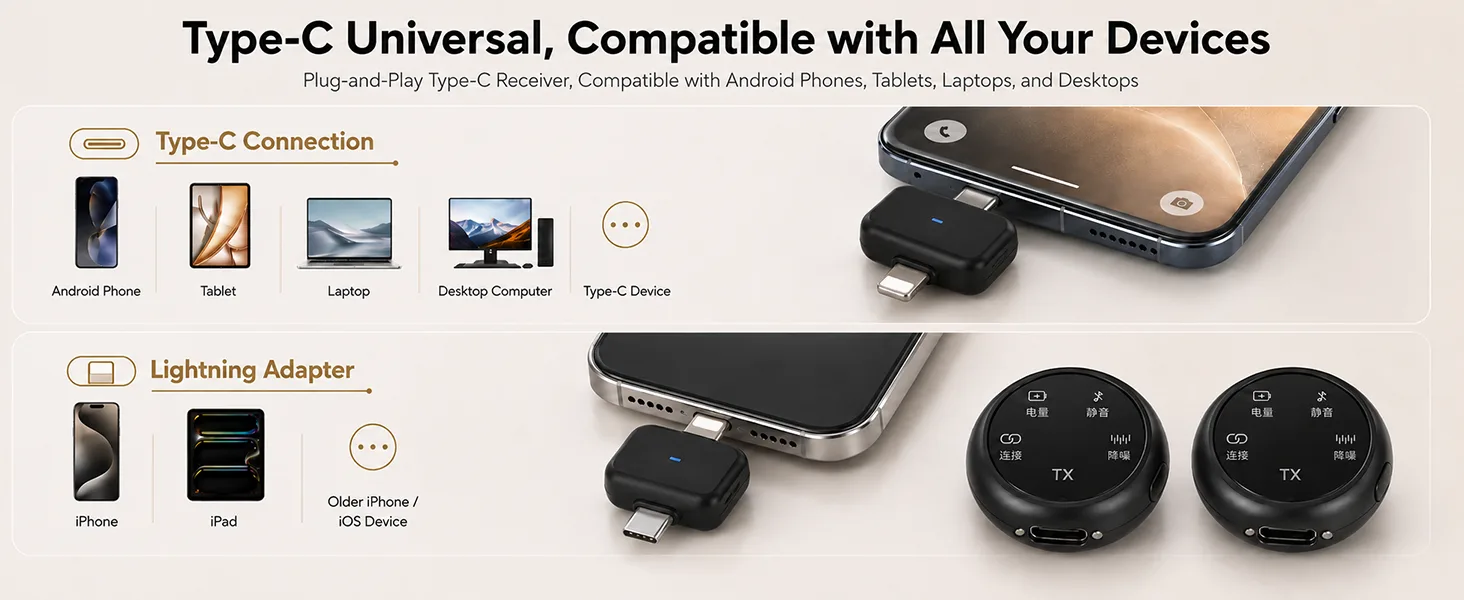 Type-C Universal, Compatible with All Your Devices
Plug-and-Play Type-C Receiver, Compatible with Android Phones, Tablets, Laptops, and Desktops
Type-C Connection
Android Phone
Tablet
Laptop
Desktop Computer
Type-C Device
Lightning Adapter
iPhone
iPad
Older iPhone /
iOS Device
电量 静音
连接 降噪
TX
电量 静音
连接 降噪
TX